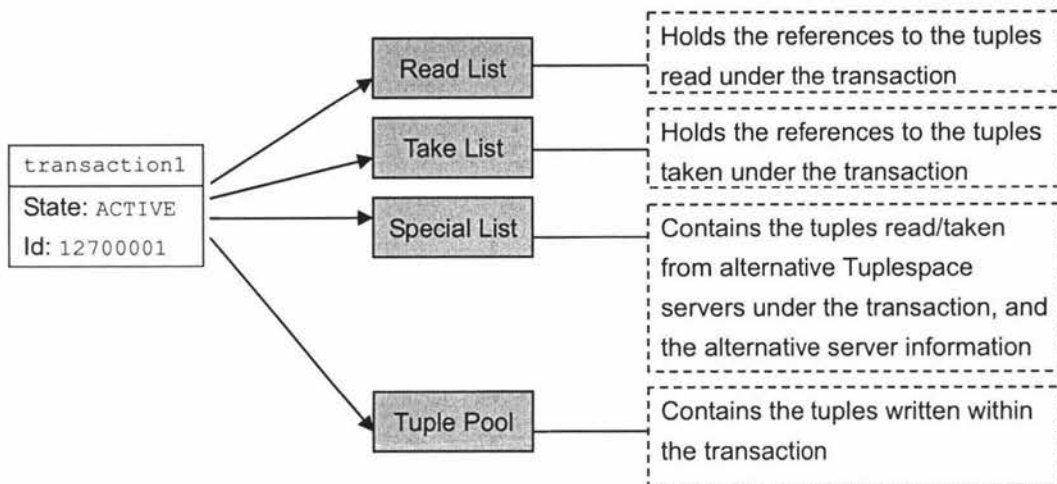 transaction1
State: ACTIVE
Id: 12700001
Read List
Holds the references to the tuples
read under the transaction
Take List
Holds the references to the tuples
taken under the transaction
Special List
Contains the tuples read/taken
from alternative Tuplespace
servers under the transaction, and
the alternative server information
Tuple Pool
Contains the tuples written within
the transaction